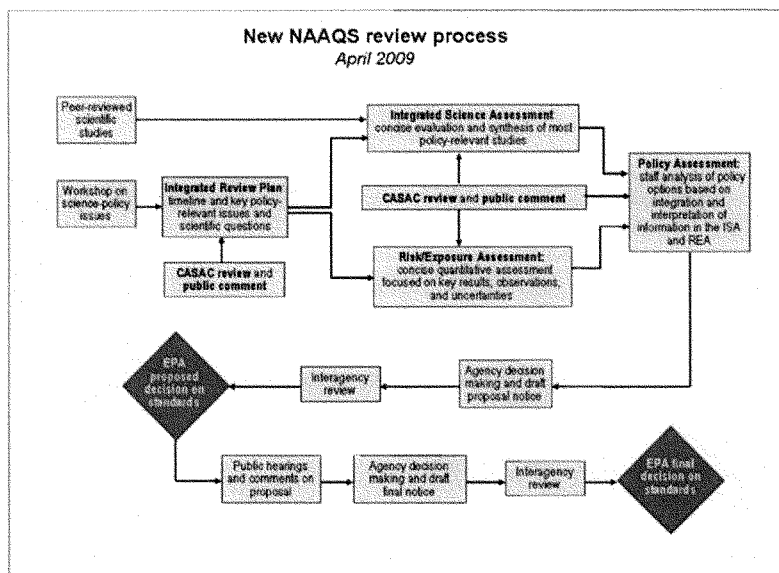 New NAAQS review process
April 2009
Peer-reviewed
scientific
studies
Integrated Science Assessment
concise evaluation and synthesis of most
policy-relevant studies
Workshop on
science-policy
issues
Integrated Review Plan
timeline and key policy-
relevant issues and
scientific questions
CASAC review and
public comment
CASAC review and public comment
Risk/Exposure Assessment:
concise quantitative assessment
focused on key results, observations,
and uncertainties
Policy Assessment:
staff analysis of policy
options based on
integration and
interpretation of
information in the ISA
and REA
Agency decision
making and draft
proposal notice
Interagency
review
EPA
proposed
decision on
standards
Public hearings
and comments on
proposal
Agency decision
making and draft
final notice
Interagency
review
EPA final
decision on
standards